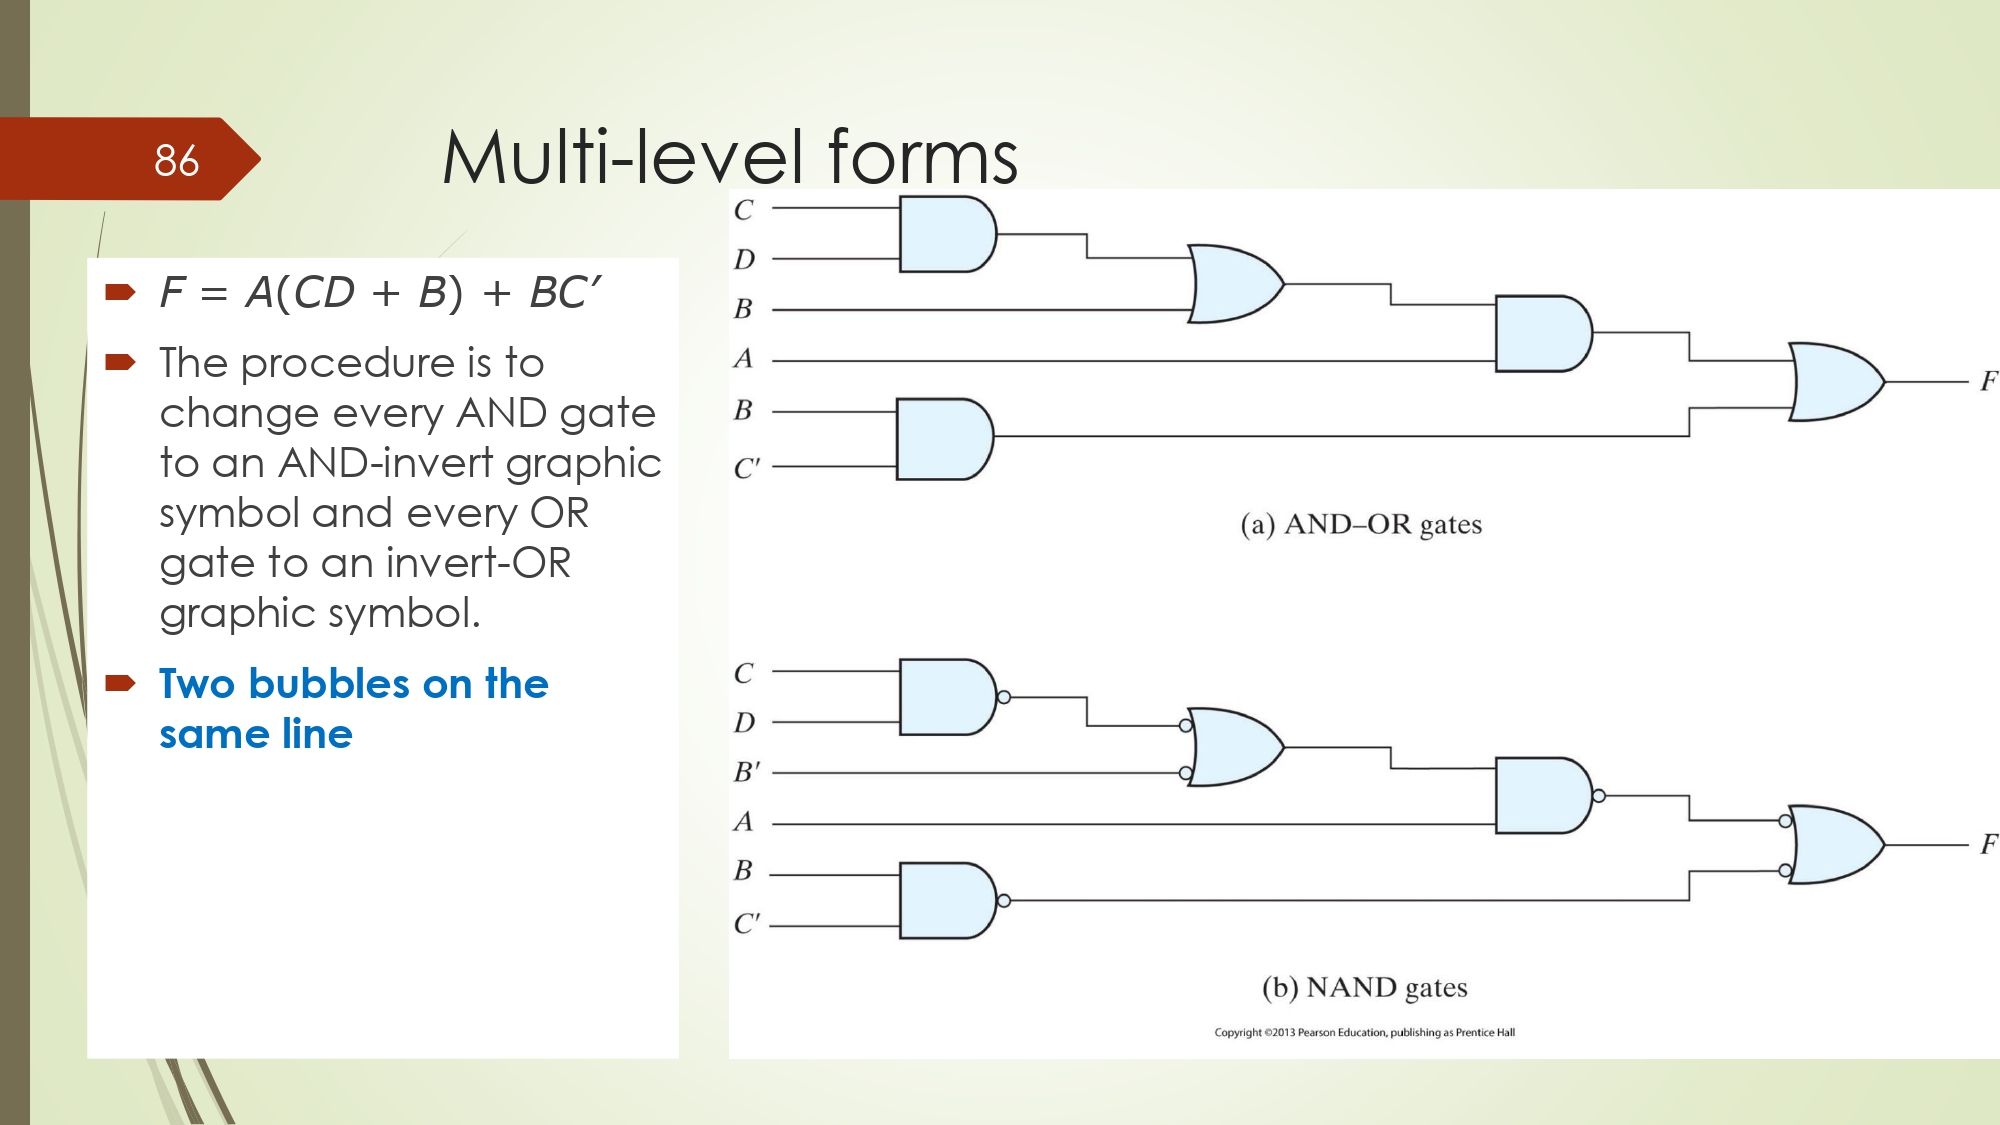 86
Multi-level forms
F = A(CD + B) + BC′
The procedure is to
change every AND gate
to an AND-invert graphic
symbol and every OR
gate to an invert-OR
graphic symbol.
Two bubbles on the
same line
C
D
B
A
B
C′
F
(a) AND–OR gates
C
D
B′
A
B
C′
F
(b) NAND gates
Copyright ©2013 Pearson Education, publishing as Prentice Hall